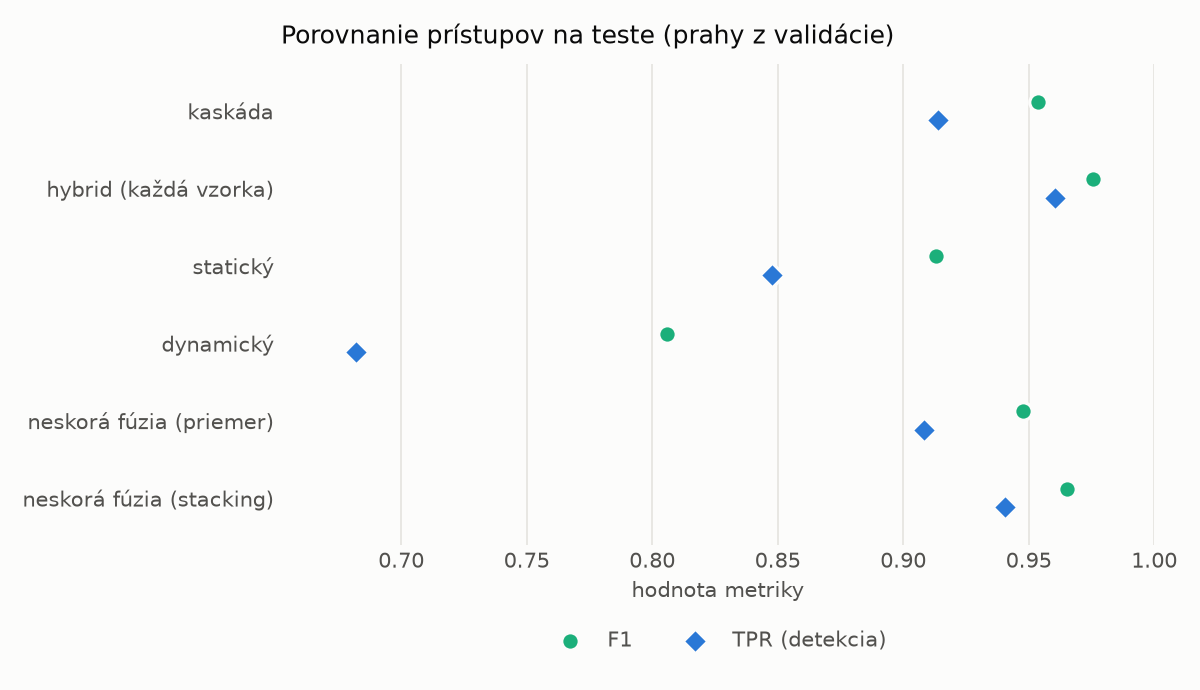 Porovnanie prístupov na teste (prahy z validácie)
kaskáda
hybrid (každá vzorka)
statický
dynamický
neskorá fúzia (priemer)
neskorá fúzia (stacking)
0.70 0.75 0.80 0.85 0.90 0.95 1.00
hodnota metriky
F1 TPR (detekcia)